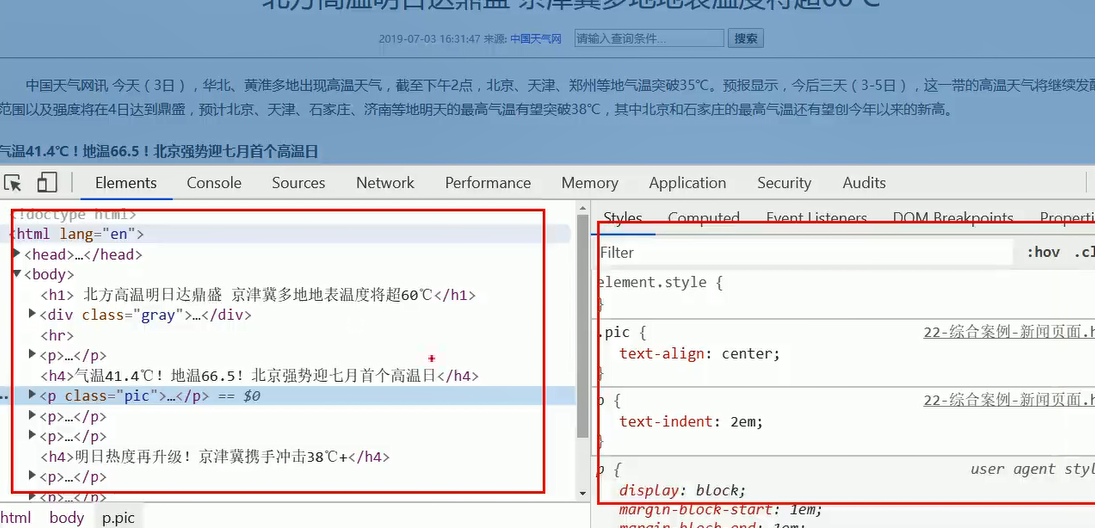 北方高温明日达鼎盛 京津冀多地地表温度将超60℃
2019-07-03 16:31:47 来源: 中国天气网 请输入查询条件... 搜索
中国天气网讯 今天（3日），华北、黄淮多地出现高温天气，截至下午2点，北京、天津、郑州等地气温突破35℃。预报显示，今后三天（3-5日），这一带的高温天气将继续发酵
范围以及强度将在4日达到鼎盛，预计北京、天津、石家庄、济南等地明天的最高气温有望突破38℃，其中北京和石家庄的最高气温还有望创今年以来的新高。
气温41.4℃！地温66.5！北京强势迎七月首个高温日
Elements Console Sources Network Performance Memory Application Security Audits
<!doctype html>
<html lang="en">
<head>…</head>
<body>
<h1> 北方高温明日达鼎盛 京津冀多地地表温度将超60℃</h1>
<div class="gray">…</div>
<hr>
<p>…</p>
<h4>气温41.4℃！地温66.5！北京强势迎七月首个高温日</h4>
<p class="pic">…</p> == $0
<p>…</p>
<p>…</p>
<h4>明日热度再升级！京津冀携手冲击38℃+</h4>
<p>…</p>
<p>…</p>
html body p.pic
Styles Computed Event Listeners DOM Breakpoints Properti
Filter :hov .cl
element.style {
}
.pic { 22-综合案例-新闻页面.h
text-align: center;
}
p { 22-综合案例-新闻页面.h
text-indent: 2em;
}
p { user agent styl
display: block;
margin-block-start: 1em;
margin-block-end: 1em;